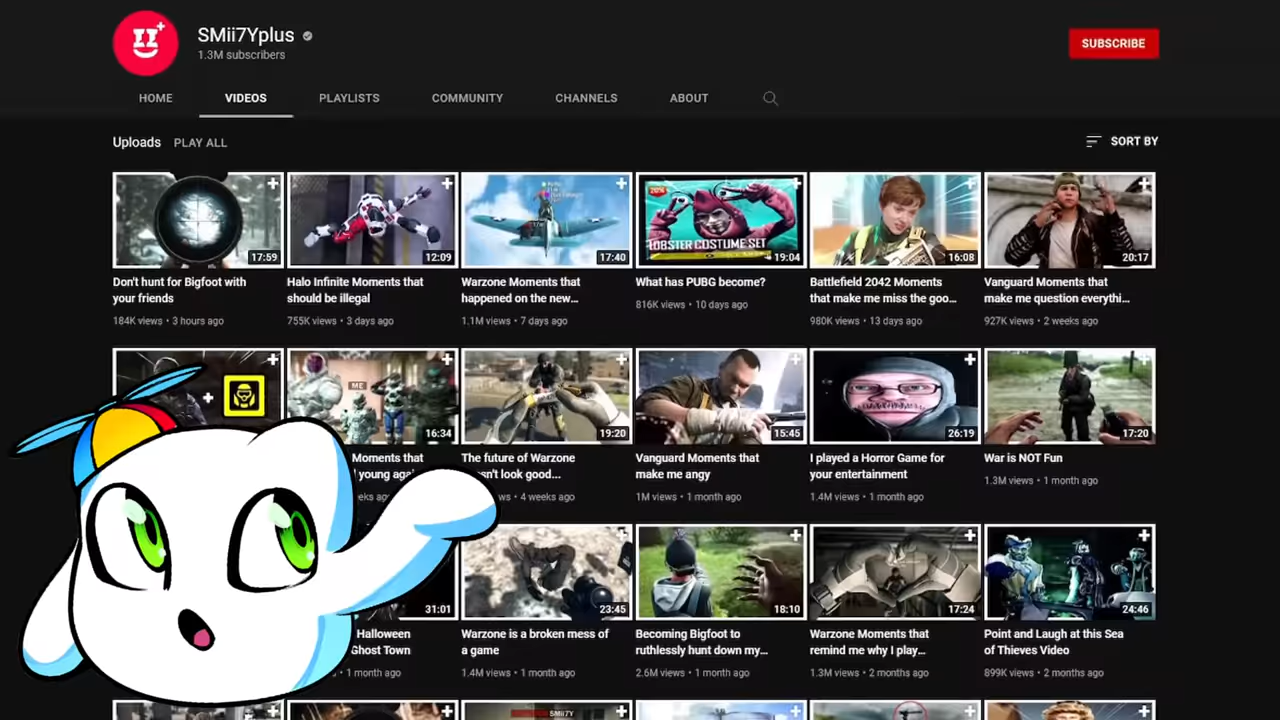 SMii7Yplus
1.3M subscribers
SUBSCRIBE
HOME VIDEOS PLAYLISTS COMMUNITY CHANNELS ABOUT
Uploads PLAY ALL
SORT BY
17:59 12:09 17:40 19:04 16:08 20:17
20%
LOBSTER COSTUME SET
Don't hunt for Bigfoot with
your friends
184K views • 3 hours ago
Halo Infinite Moments that
should be illegal
755K views • 3 days ago
Warzone Moments that
happened on the new...
1.1M views • 7 days ago
What has PUBG become?
816K views • 10 days ago
Battlefield 2042 Moments
that make me miss the goo...
980K views • 13 days ago
Vanguard Moments that
make me question everythi...
927K views • 2 weeks ago
ME
16:34 19:20 15:45 26:19 17:20
Moments that
young agai
eks ago
The future of Warzone
sn't look good...
ws • 4 weeks ago
Vanguard Moments that
make me angy
1M views • 1 month ago
I played a Horror Game for
your entertainment
1.4M views • 1 month ago
War is NOT Fun
1.3M views • 1 month ago
31:01 23:45 18:10 17:24 24:46
Halloween
Ghost Town
• 1 month ago
Warzone is a broken mess of
a game
1.4M views • 1 month ago
Becoming Bigfoot to
ruthlessly hunt down my...
2.6M views • 1 month ago
Warzone Moments that
remind me why I play...
1.3M views • 2 months ago
Point and Laugh at this Sea
of Thieves Video
899K views • 2 months ago
SMii7Y